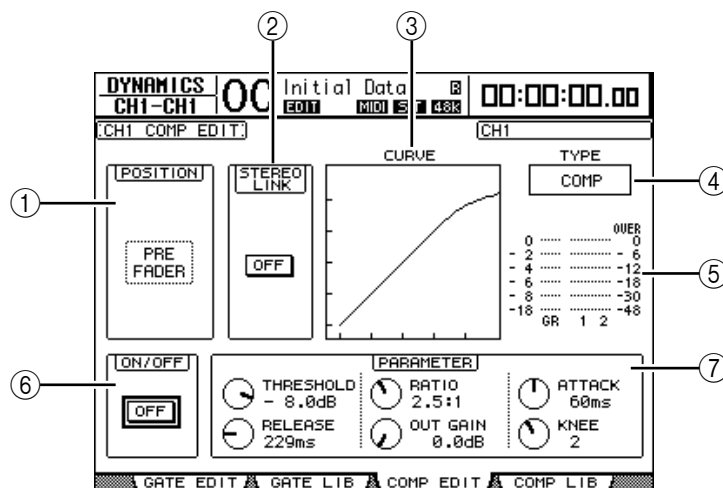 ② ③
DYNAMICS
CH1-CH1
00 Initial Data R
EDIT MIDI 48K
00:00:00.00
CH1 COMP EDIT
CH1
① POSITION
PRE
FADER
STEREO
LINK
OFF
CURVE
TYPE
COMP ④
OVER
0 0
- 2 - 6
- 4 -12 ⑤
- 6 -18
- 8 -30
-18 -48
GR 1 2
⑥ ON/OFF
OFF
PARAMETER ⑦
THRESHOLD
- 8.0dB
RATIO
2.5:1
ATTACK
60ms
RELEASE
229ms
OUT GAIN
0.0dB
KNEE
2
GATE EDIT GATE LIB COMP EDIT COMP LIB